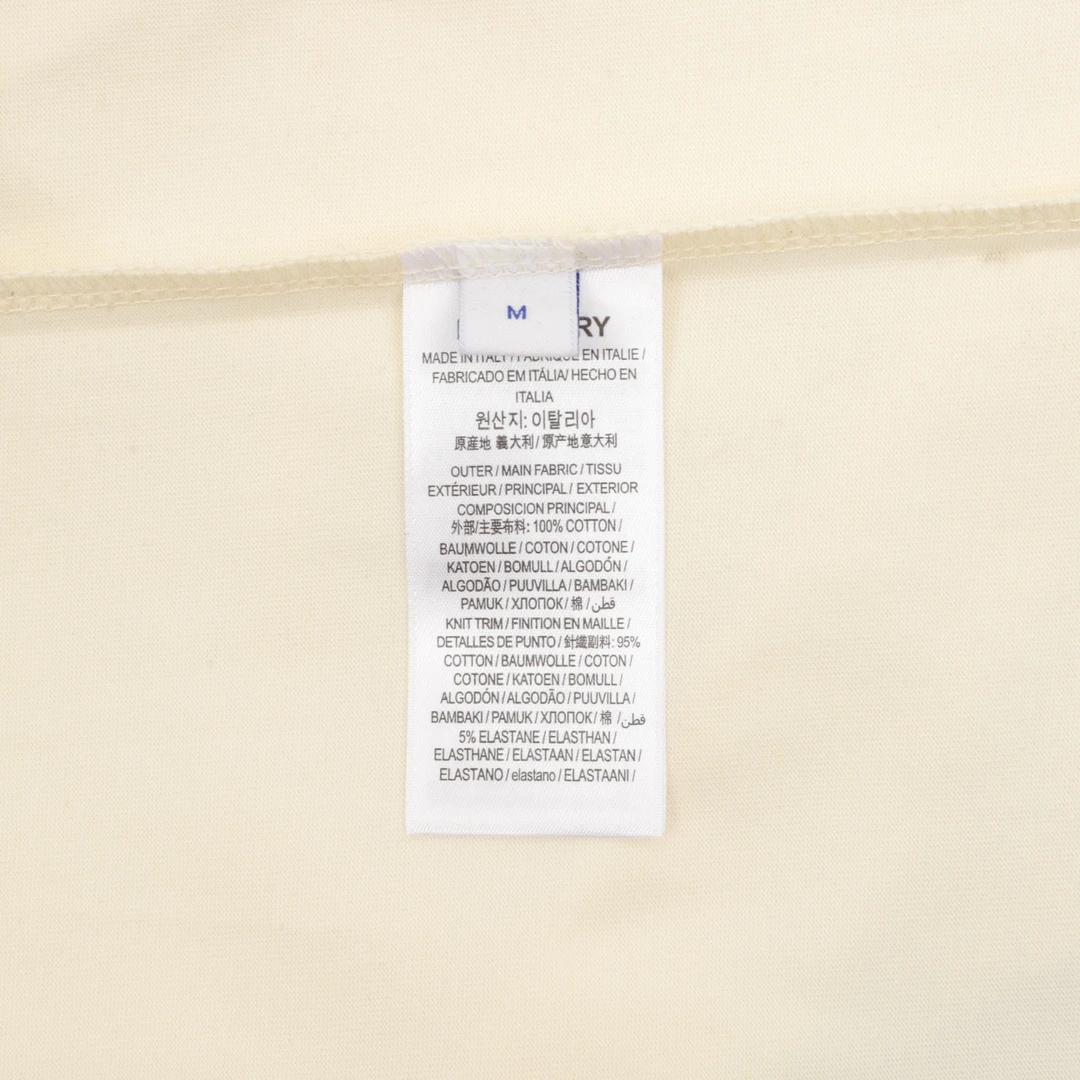 M
RY
MADE IN ITALY / FABRIQUÉ EN ITALIE /
FABRICADO EM ITÁLIA/ HECHO EN
ITALIA
원산지: 이탈리아
原産地 義大利/ 原产地意大利
OUTER / MAIN FABRIC / TISSU
EXTÉRIEUR / PRINCIPAL / EXTERIOR
COMPOSICION PRINCIPAL /
外部/主要布料: 100% COTTON /
BAUMWOLLE / COTON / COTONE /
KATOEN / BOMULL / ALGODÓN /
ALGODÃO / PUUVILLA / BAMBAKI /
PAMUK / ХЛОПОК / 棉 / قطن
KNIT TRIM / FINITION EN MAILLE /
DETALLES DE PUNTO / 針織副料: 95%
COTTON / BAUMWOLLE / COTON /
COTONE / KATOEN / BOMULL /
ALGODÓN / ALGODÃO / PUUVILLA /
BAMBAKI / PAMUK / ХЛОПОК / 棉 / قطن
5% ELASTANE / ELASTHAN /
ELASTHANE / ELASTAAN / ELASTAN /
ELASTANO / elastano / ELASTAANI /